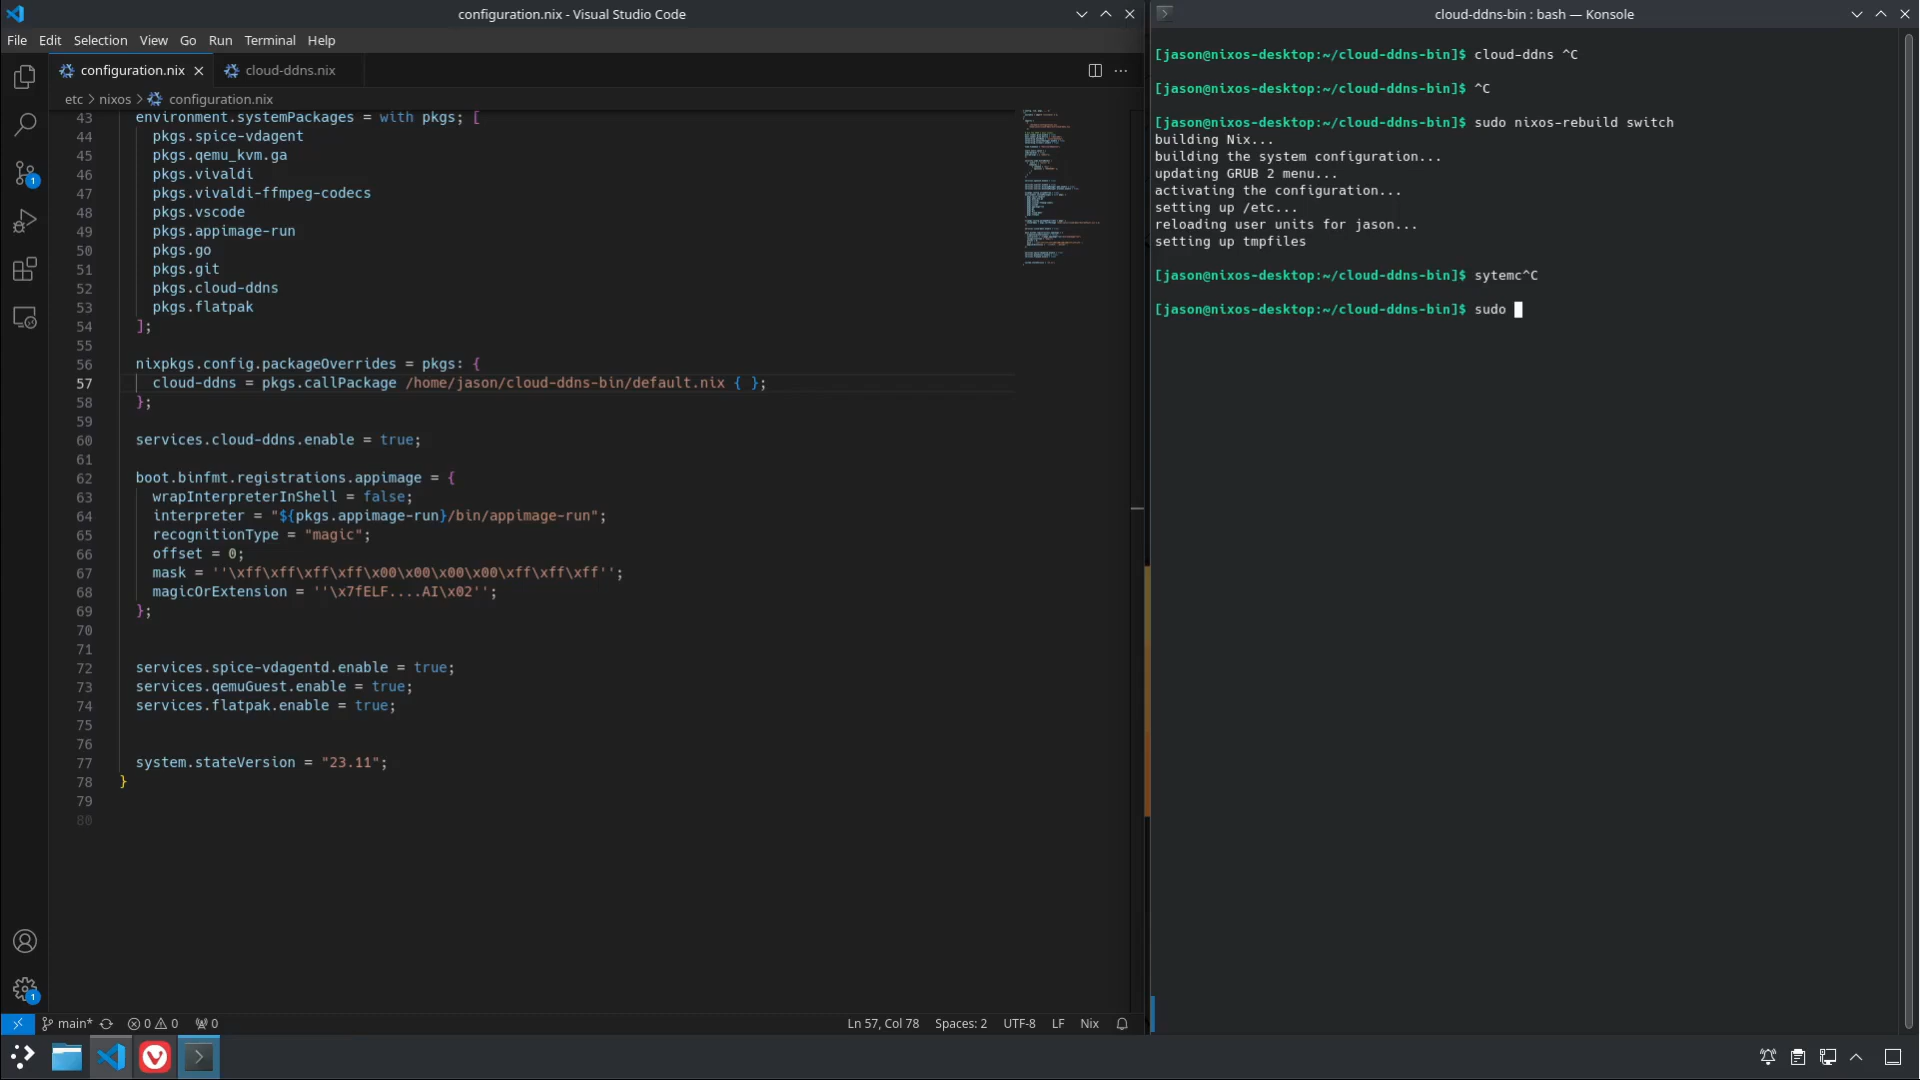 configuration.nix - Visual Studio Code
File Edit Selection View Go Run Terminal Help
configuration.nix
cloud-ddns.nix
etc > nixos > configuration.nix
43 environment.systemPackages = with pkgs; [
44 pkgs.spice-vdagent
45 pkgs.qemu_kvm.ga
46 pkgs.vivaldi
47 pkgs.vivaldi-ffmpeg-codecs
48 pkgs.vscode
49 pkgs.appimage-run
50 pkgs.go
51 pkgs.git
52 pkgs.cloud-ddns
53 pkgs.flatpak
54 ];
55
56 nixpkgs.config.packageOverrides = pkgs: {
57 cloud-ddns = pkgs.callPackage /home/jason/cloud-ddns-bin/default.nix { };
58 };
59
60 services.cloud-ddns.enable = true;
61
62 boot.binfmt.registrations.appimage = {
63 wrapInterpreterInShell = false;
64 interpreter = "${pkgs.appimage-run}/bin/appimage-run";
65 recognitionType = "magic";
66 offset = 0;
67 mask = ''\xff\xff\xff\xff\x00\x00\x00\x00\xff\xff\xff'';
68 magicOrExtension = ''\x7fELF....AI\x02'';
69 };
70
71
72 services.spice-vdagentd.enable = true;
73 services.qemuGuest.enable = true;
74 services.flatpak.enable = true;
75
76
77 system.stateVersion = "23.11";
78 }
79
80
1
1
main* 0 0 0 Ln 57, Col 78 Spaces: 2 UTF-8 LF Nix
cloud-ddns-bin : bash — Konsole
[jason@nixos-desktop:~/cloud-ddns-bin]$ cloud-ddns ^C
[jason@nixos-desktop:~/cloud-ddns-bin]$ ^C
[jason@nixos-desktop:~/cloud-ddns-bin]$ sudo nixos-rebuild switch
building Nix...
building the system configuration...
updating GRUB 2 menu...
activating the configuration...
setting up /etc...
reloading user units for jason...
setting up tmpfiles
[jason@nixos-desktop:~/cloud-ddns-bin]$ sytemc^C
[jason@nixos-desktop:~/cloud-ddns-bin]$ sudo